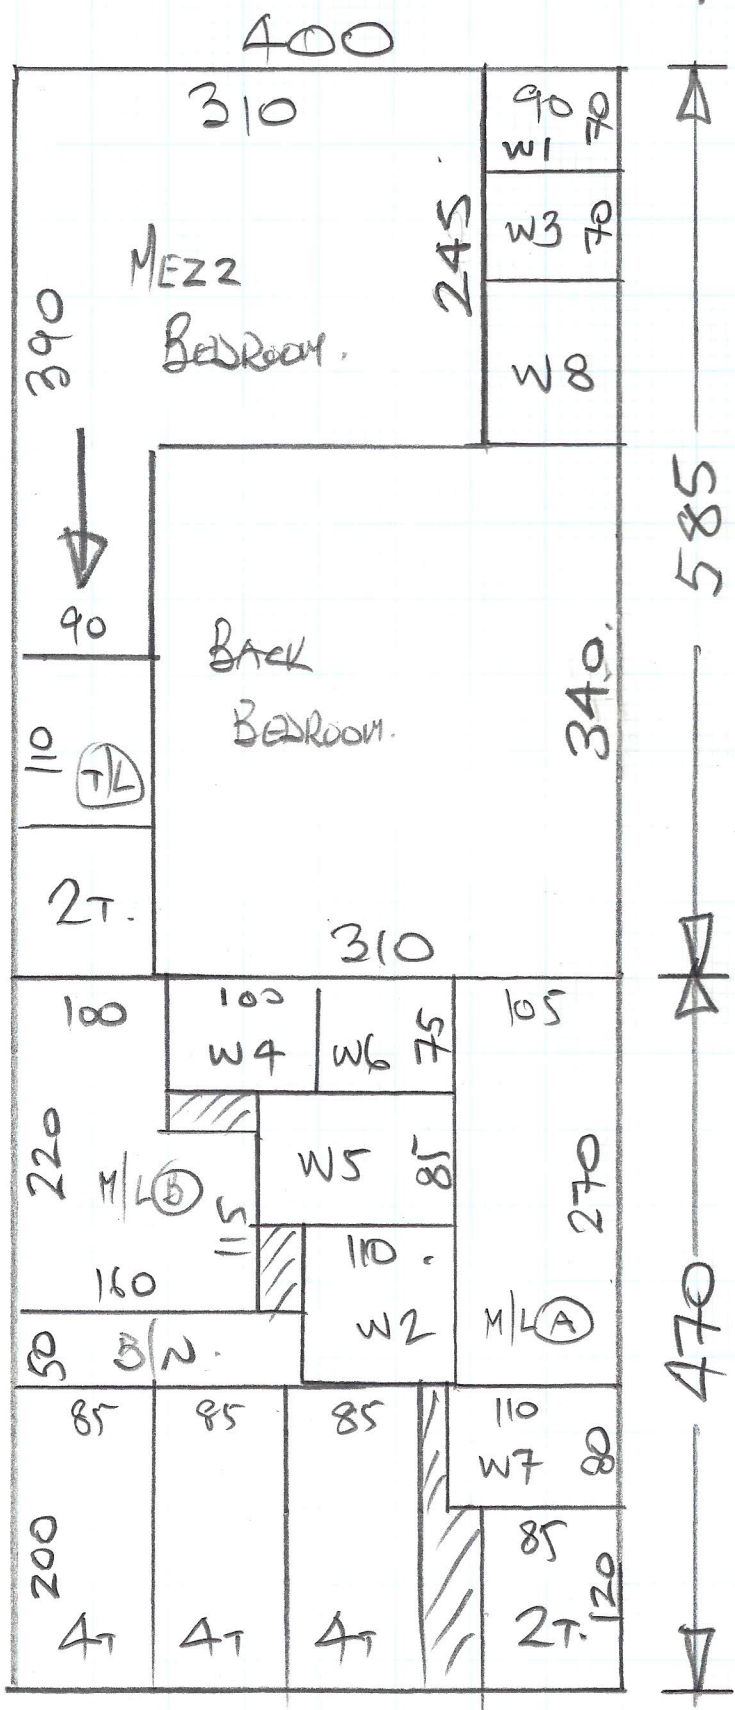 400
310
90
W1 70
W3 70
245
MEZ2
BEDROOM.
390
W8
585
90
BACK
BEDROOM.
340.
110
T/L
2T.
310
100
100
105
W4
W6
75
220
M/L B
W5
85
115
270
160
110.
W2
M/L A
470
50
B/N.
85
85
85
110
W7
80
200
85
120
4T
4T
4T
2T.